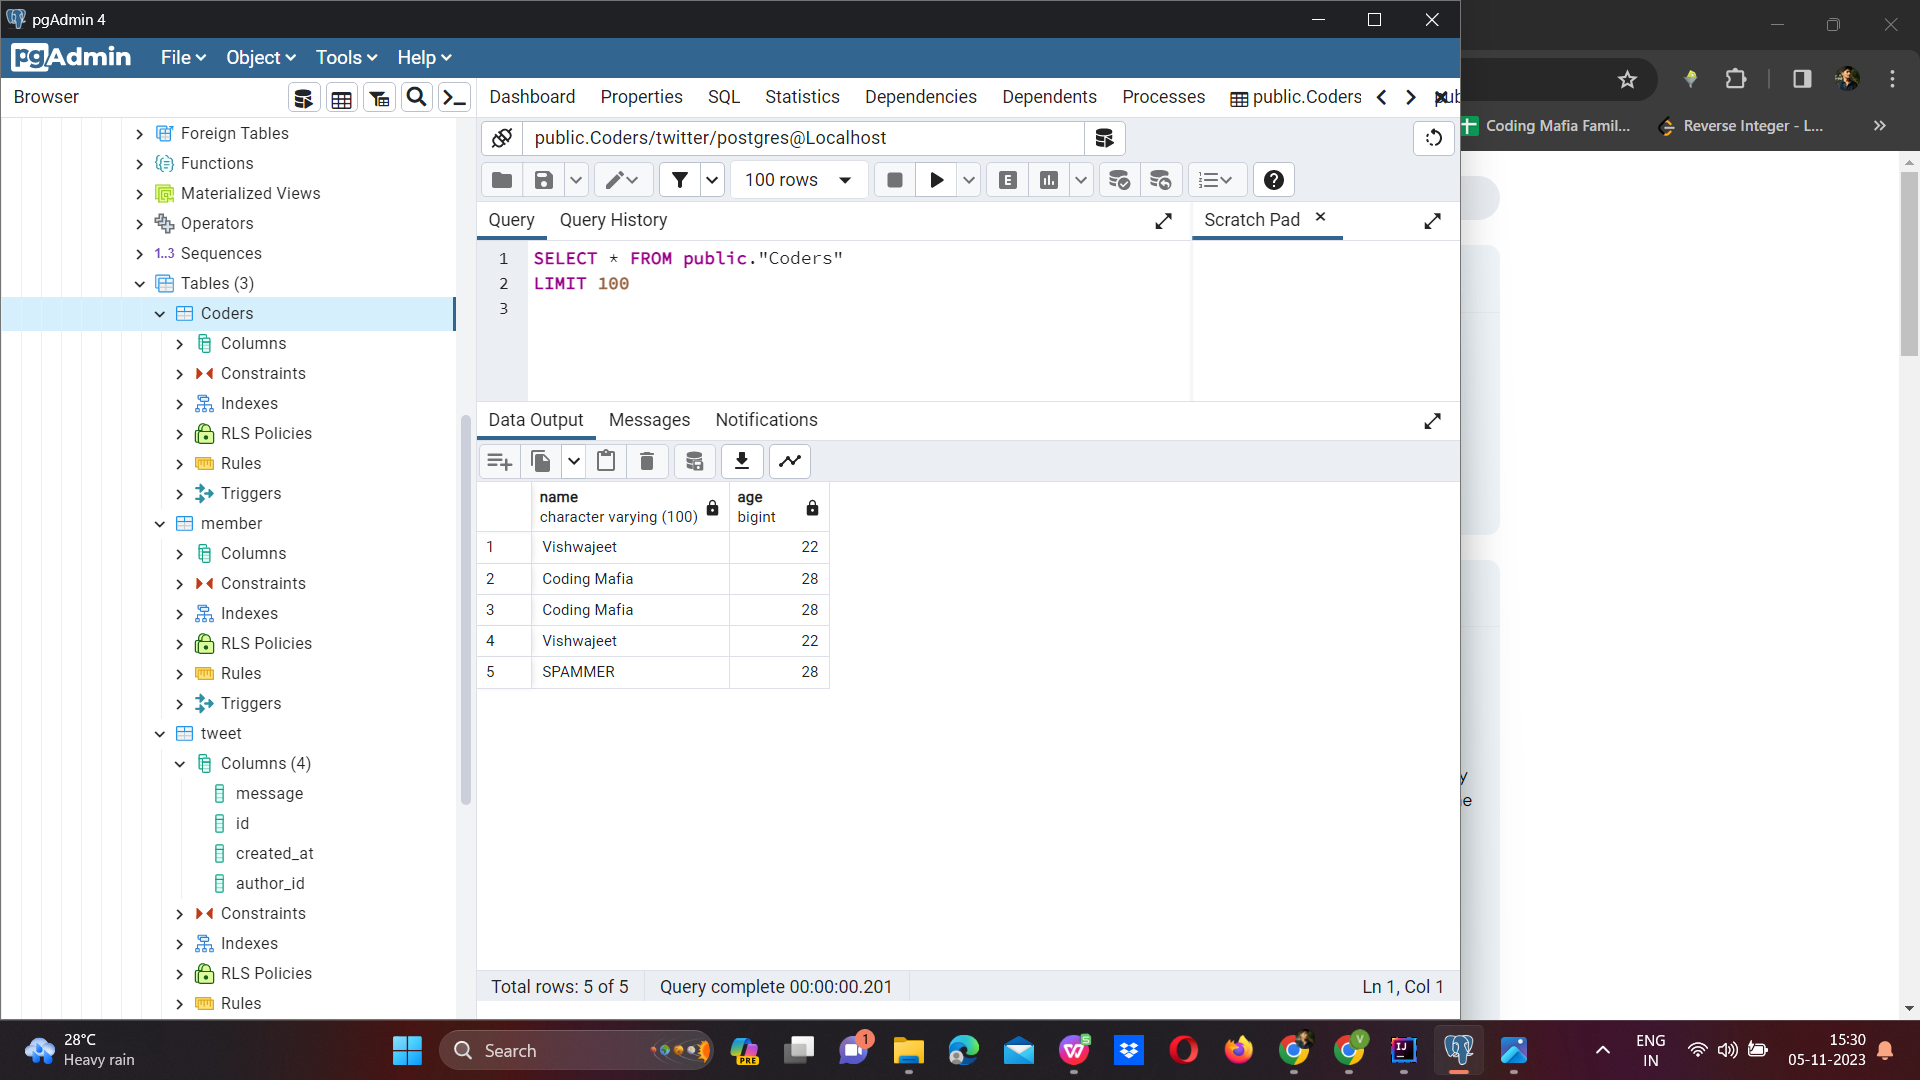 pgAdmin 4
pgAdmin File Object Tools Help
Browser
Dashboard Properties SQL Statistics Dependencies Dependents Processes public.Coders pub
public.Coders/twitter/postgres@Localhost
100 rows
E
Query Query History
Scratch Pad
1 SELECT * FROM public."Coders"
2 LIMIT 100
3
Foreign Tables
Functions
Materialized Views
Operators
1..3 Sequences
Tables (3)
Coders
Columns
Constraints
Indexes
RLS Policies
Rules
Triggers
member
Columns
Constraints
Indexes
RLS Policies
Rules
Triggers
tweet
Columns (4)
message
id
created_at
author_id
Constraints
Indexes
RLS Policies
Rules
Data Output Messages Notifications
name age
character varying (100) bigint
1 Vishwajeet 22
2 Coding Mafia 28
3 Coding Mafia 28
4 Vishwajeet 22
5 SPAMMER 28
Total rows: 5 of 5 Query complete 00:00:00.201 Ln 1, Col 1
Coding Mafia Famil... Reverse Integer - L...
y
e
28°C
Heavy rain
Search
PRE
1
V
IJ
ENG
IN
15:30
05-11-2023